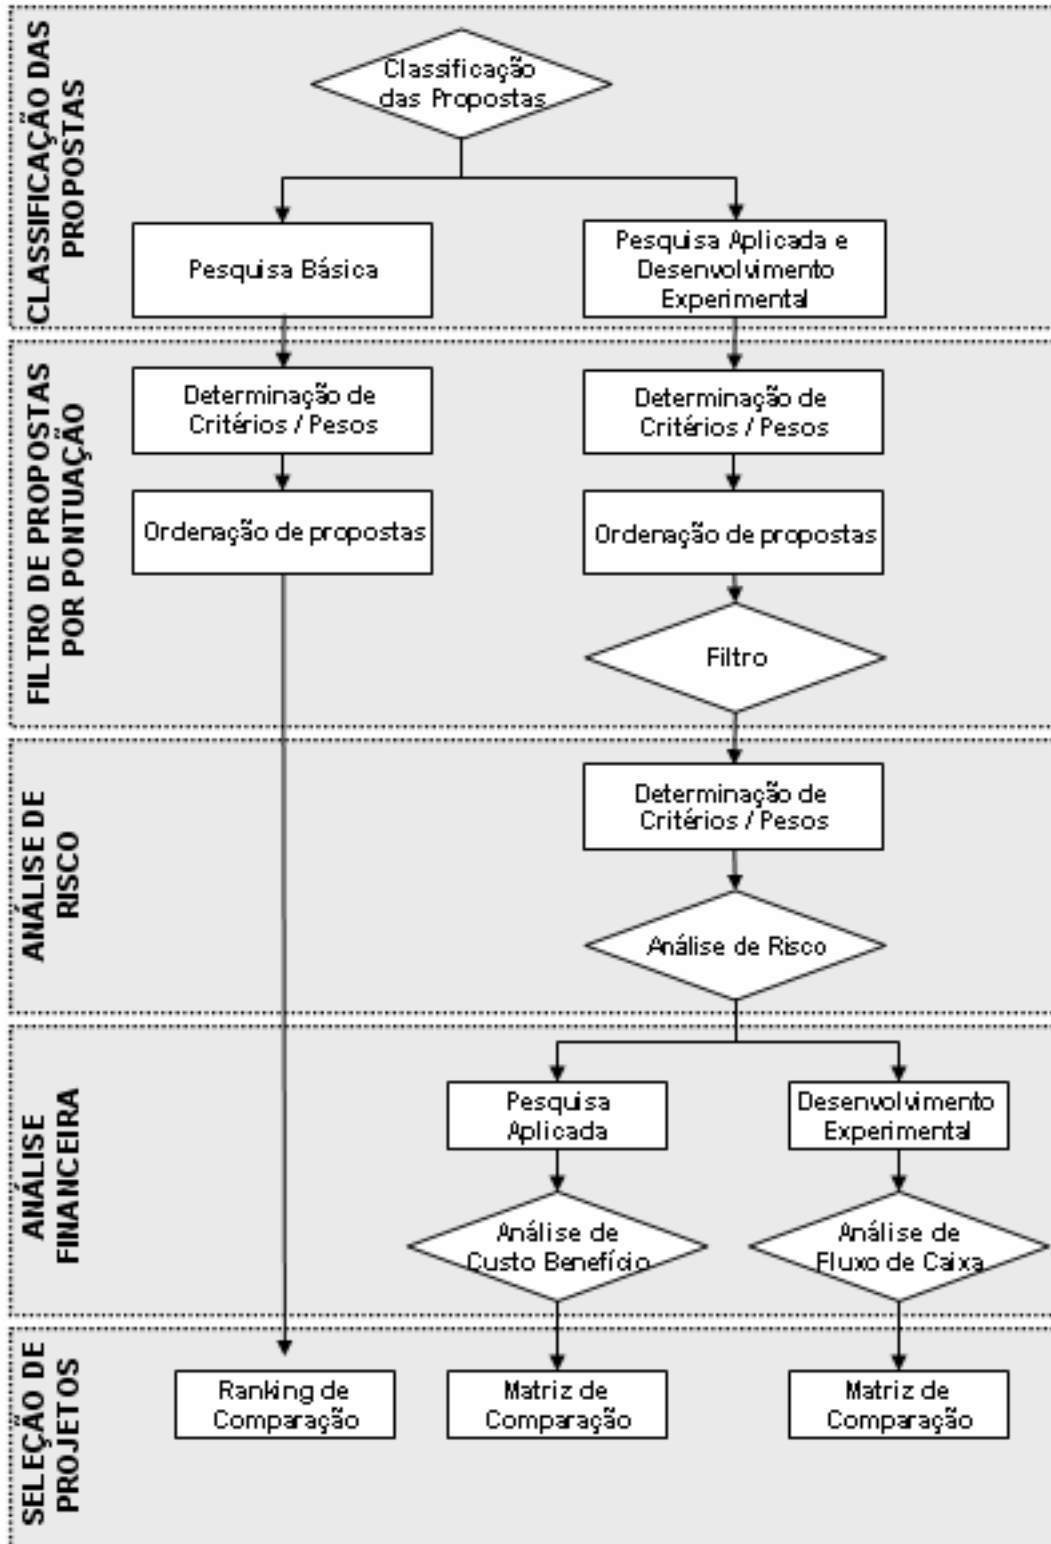 CLASSIFICAÇÃO DAS
PROPOSTAS
Classificação
das Propostas
Pesquisa Básica
Pesquisa Aplicada e
Desenvolvimento
Experimental
FILTRO DE PROPOSTAS
POR PONTUAÇÃO
Determinação de
Critérios / Pesos
Determinação de
Critérios / Pesos
Ordenação de propostas
Ordenação de propostas
Filtro
ANÁLISE DE
RISCO
Determinação de
Critérios / Pesos
Análise de Risco
ANÁLISE
FINANCEIRA
Pesquisa
Aplicada
Desenvolvimento
Experimental
Análise de
Custo Benefício
Análise de
Fluxo de Caixa
SELEÇÃO DE
PROJETOS
Ranking de
Comparação
Matriz de
Comparação
Matriz de
Comparação